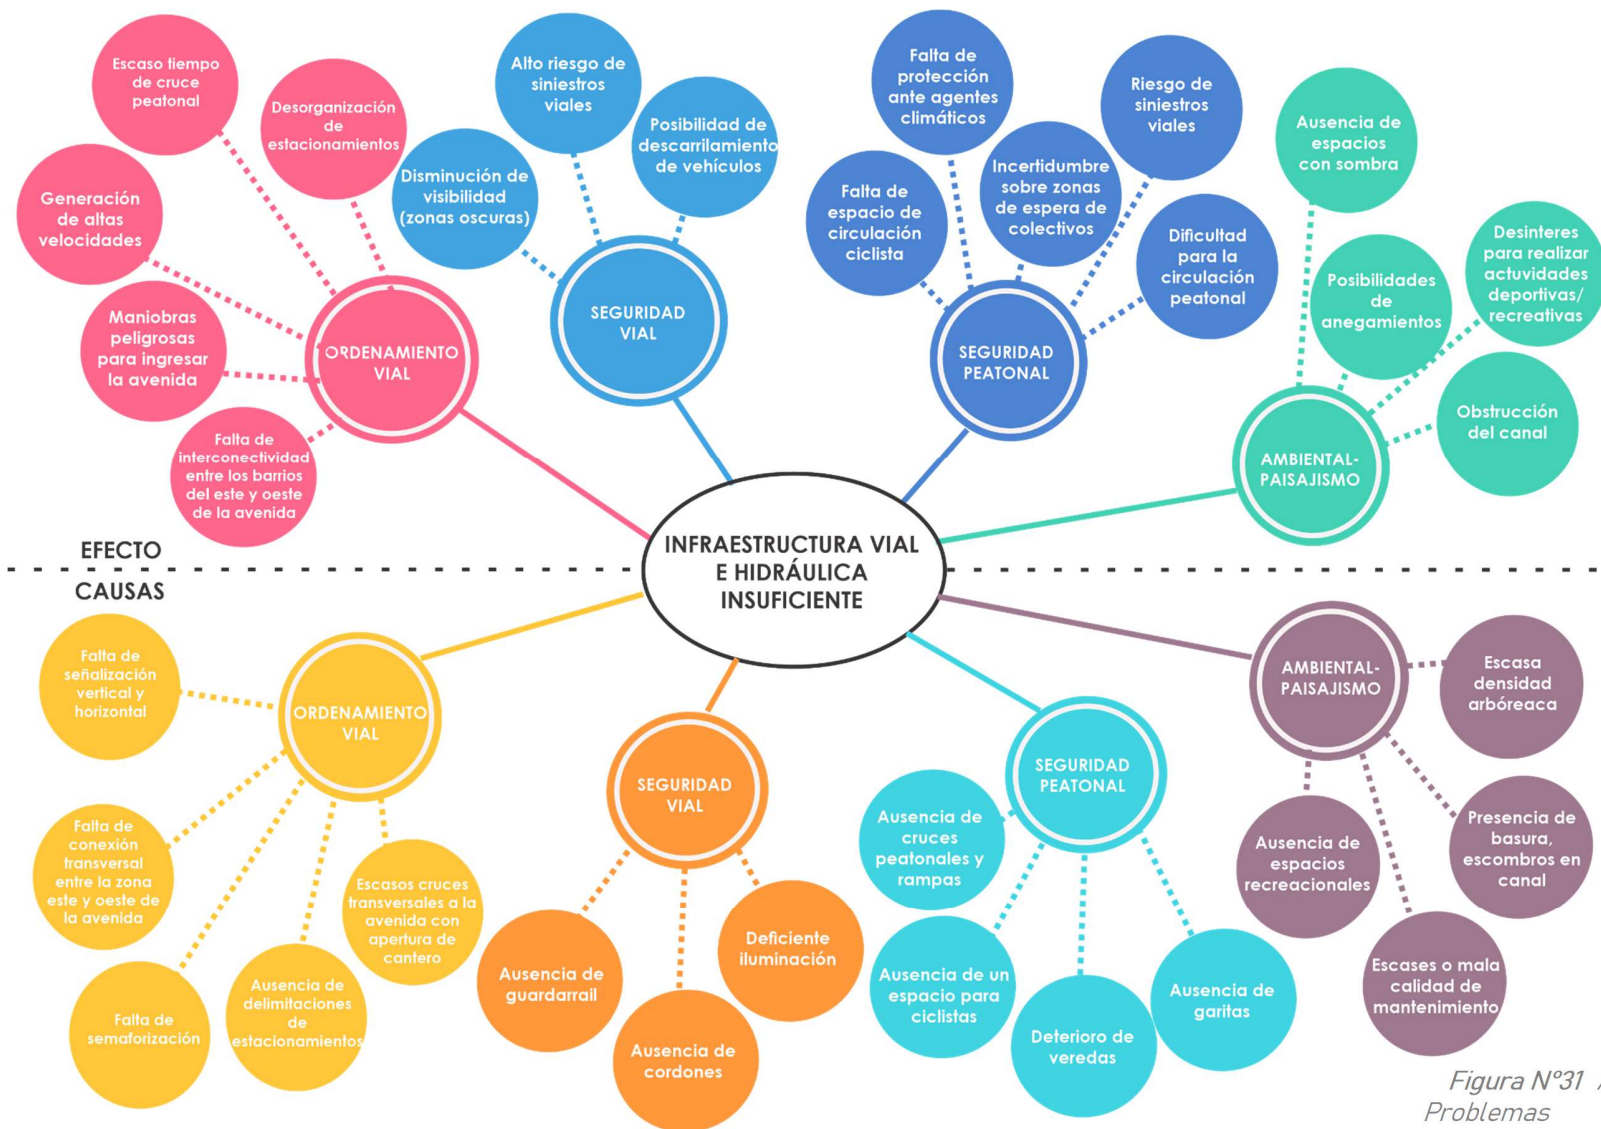 Escaso tiempo
de cruce
peatonal
Desorganización
de
estacionamientos
Generación
de altas
velocidades
Maniobras
peligrosas
para ingresar
la avenida
Falta de
interconectividad
entre los barrios
del este y oeste
de la avenida
ORDENAMIENTO
VIAL
Alto riesgo de
siniestros
viales
Posibilidad de
descarrilamiento
de vehículos
Disminución de
visibilidad
(zonas oscuras)
SEGURIDAD
VIAL
Falta de
protección
ante agentes
climáticos
Riesgo de
siniestros
viales
Incertidumbre
sobre zonas
de espera de
colectivos
Falta de
espacio de
circulación
ciclista
Dificultad
para la
circulación
peatonal
SEGURIDAD
PEATONAL
Ausencia de
espacios
con sombra
Desinteres
para realizar
actuvidades
deportivas/
recreativas
Posibilidades
de
anegamientos
Obstrucción
del canal
AMBIENTAL-
PAISAJISMO
INFRAESTRUCTURA VIAL
E HIDRÁULICA
INSUFICIENTE
EFECTO
CAUSAS
Falta de
señalización
vertical y
horizontal
ORDENAMIENTO
VIAL
Falta de
conexión
transversal
entre la zona
este y oeste de
la avenida
Escasos cruces
transversales a la
avenida con
apertura de
cantero
Falta de
semaforización
Ausencia de
delimitaciones
de
estacionamientos
SEGURIDAD
VIAL
Ausencia de
guardarrail
Deficiente
iluminación
Ausencia de
cordones
SEGURIDAD
PEATONAL
Ausencia de
cruces
peatonales y
rampas
Ausencia de un
espacio para
ciclistas
Deterioro de
veredas
Ausencia de
garitas
AMBIENTAL-
PAISAJISMO
Escasa
densidad
arbóreaca
Ausencia de
espacios
recreacionales
Presencia de
basura,
escombros en
canal
Escases o mala
calidad de
mantenimiento
Figura Nº31
Problemas